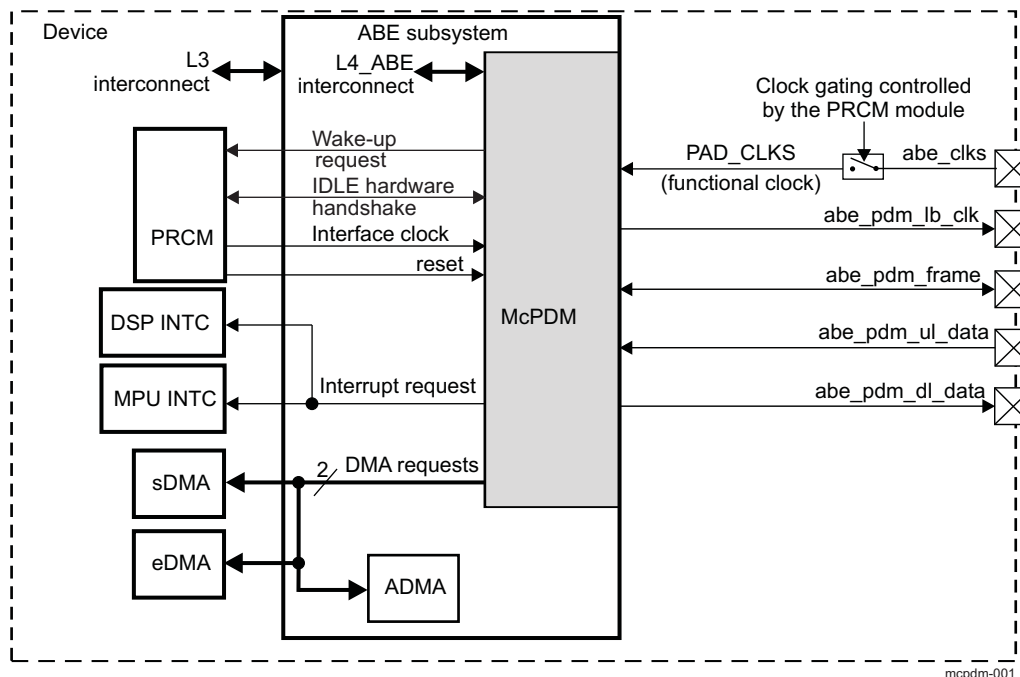 Device
ABE subsystem
L3
interconnect
L4_ABE
interconnect
Clock gating controlled
by the PRCM module
Wake-up
request
PAD_CLKS
abe_clks
(functional clock)
IDLE hardware
handshake
abe_pdm_lb_clk
PRCM
Interface clock
reset
abe_pdm_frame
DSP INTC
McPDM
abe_pdm_ul_data
MPU INTC
Interrupt request
abe_pdm_dl_data
2
DMA requests
sDMA
eDMA
ADMA
mcpdm-001